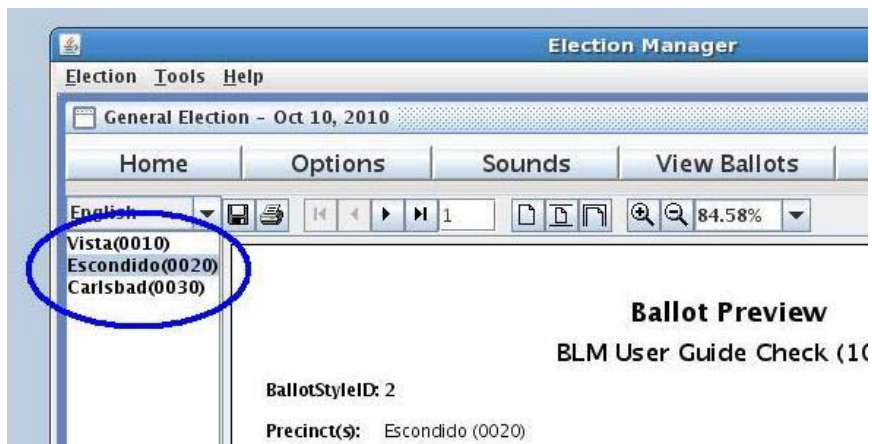 Election Manager
Election Tools Help
General Election - Oct 10, 2010
Home Options Sounds View Ballots
English 1 84.58%
Vista(0010)
Escondido(0020)
Carlsbad(0030)
Ballot Preview
BLM User Guide Check (10
BallotStyleID: 2
Precinct(s): Escondido (0020)